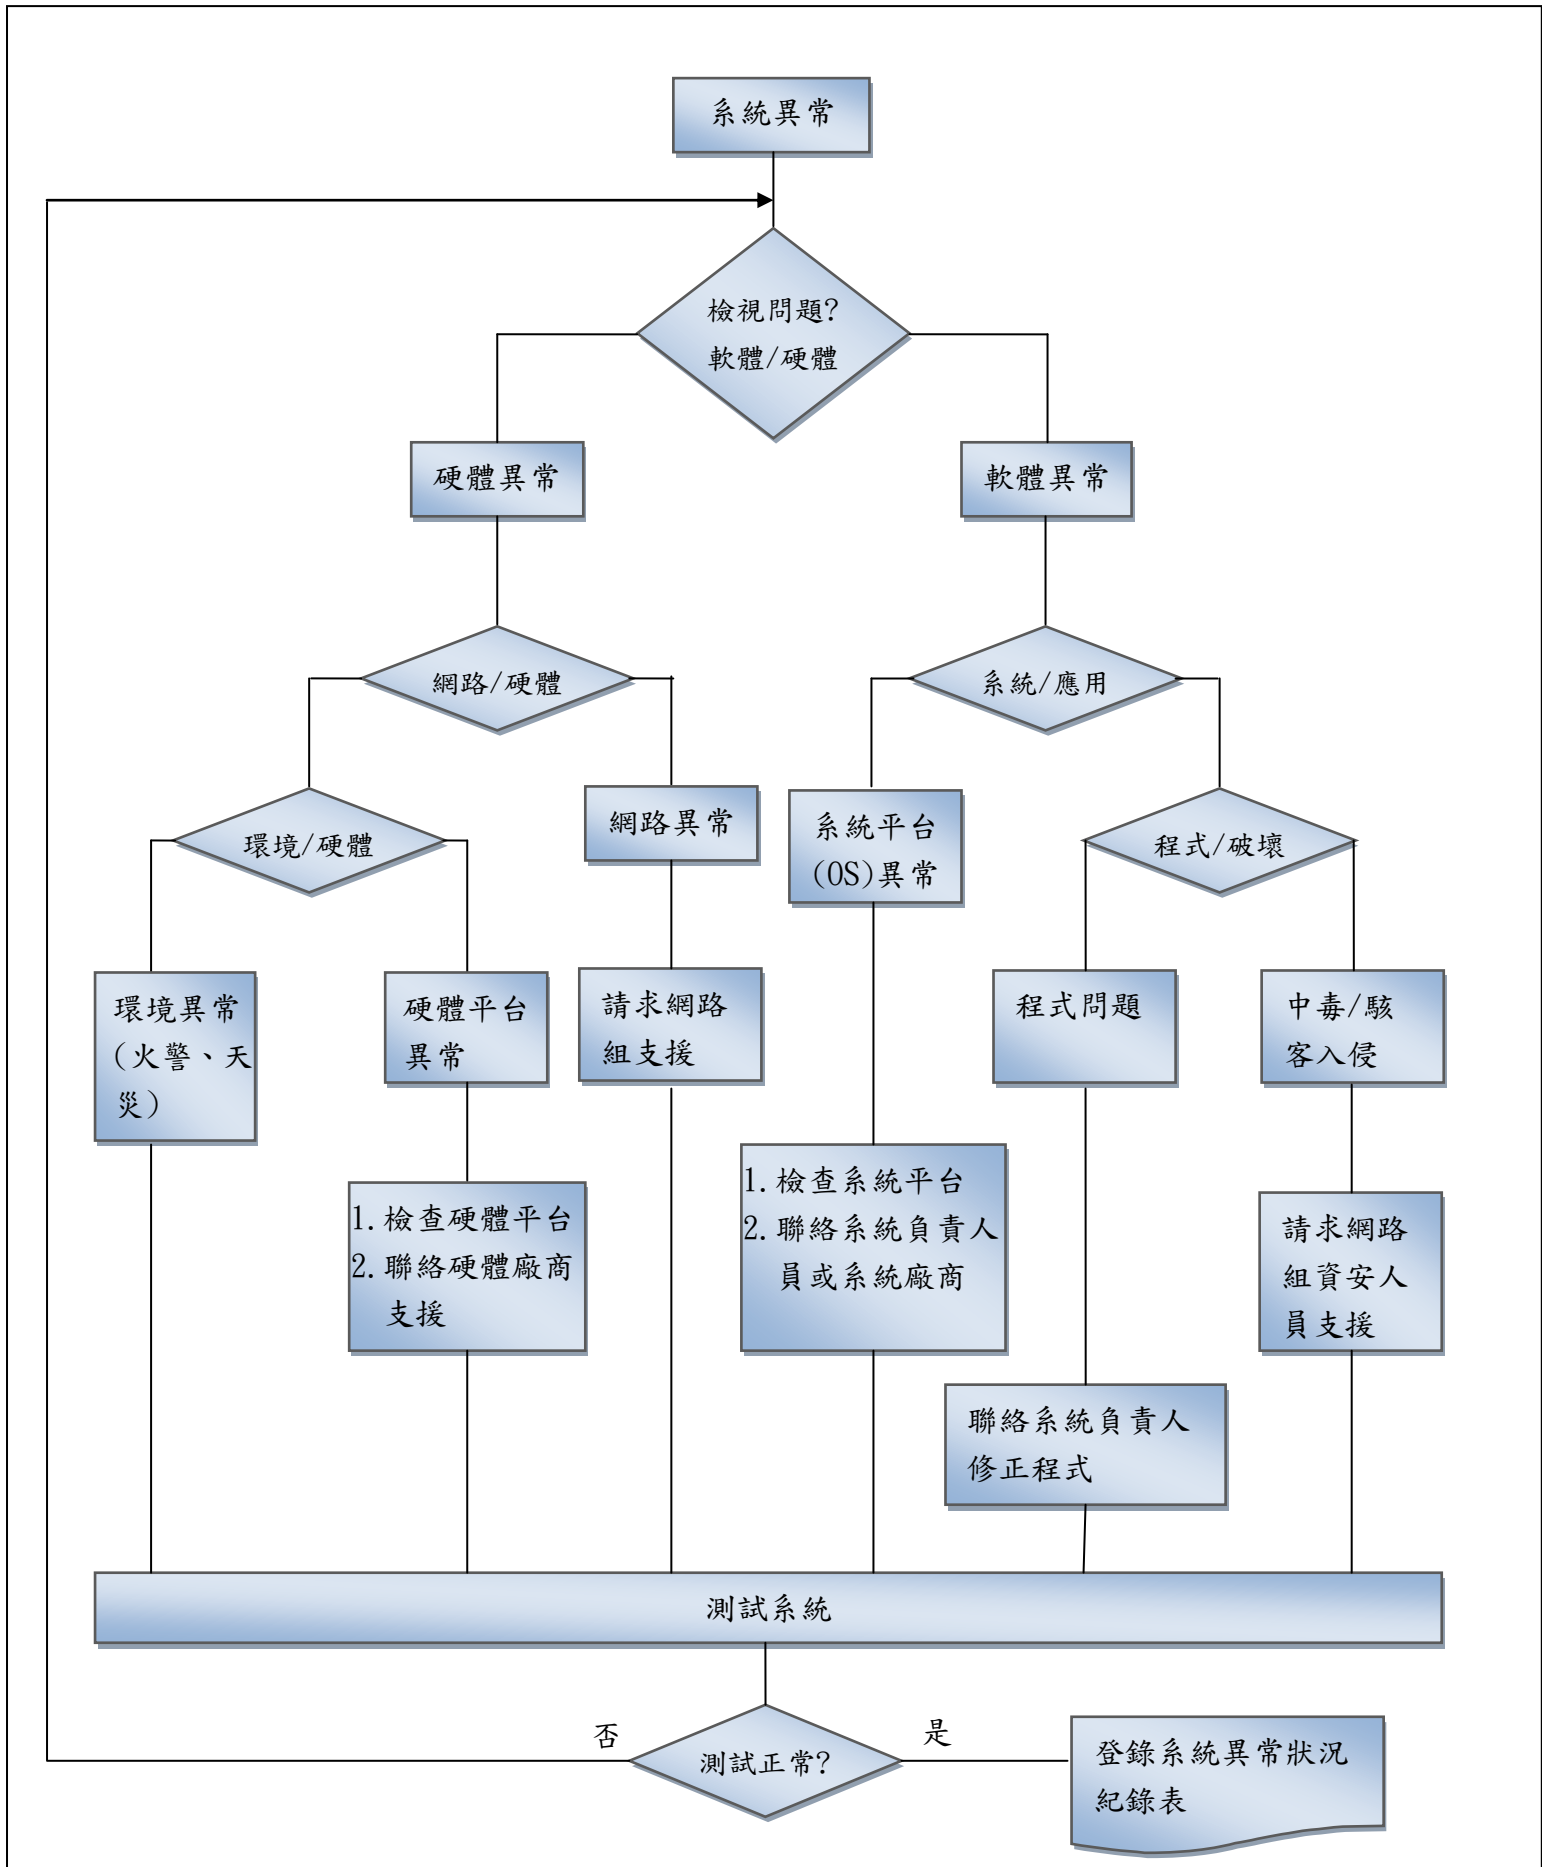 系統異常
檢視問題?
軟體/硬體
硬體異常
軟體異常
網路/硬體
系統/應用
環境/硬體
網路異常
系統平台
(OS)異常
程式/破壞
環境異常
(火警、天
災)
硬體平台
異常
請求網路
組支援
程式問題
中毒/駭
客入侵
1.檢查硬體平台
2.聯絡硬體廠商
支援
1.檢查系統平台
2.聯絡系統負責人
員或系統廠商
請求網路
組資安人
員支援
聯絡系統負責人
修正程式
測試系統
否
測試正常?
是
登錄系統異常狀況
紀錄表